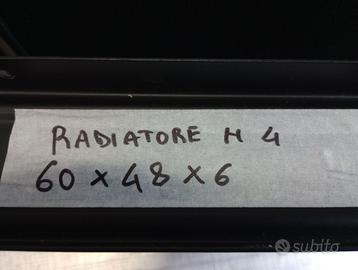 RADIATORE N 4
60 x 48 x 6
subito